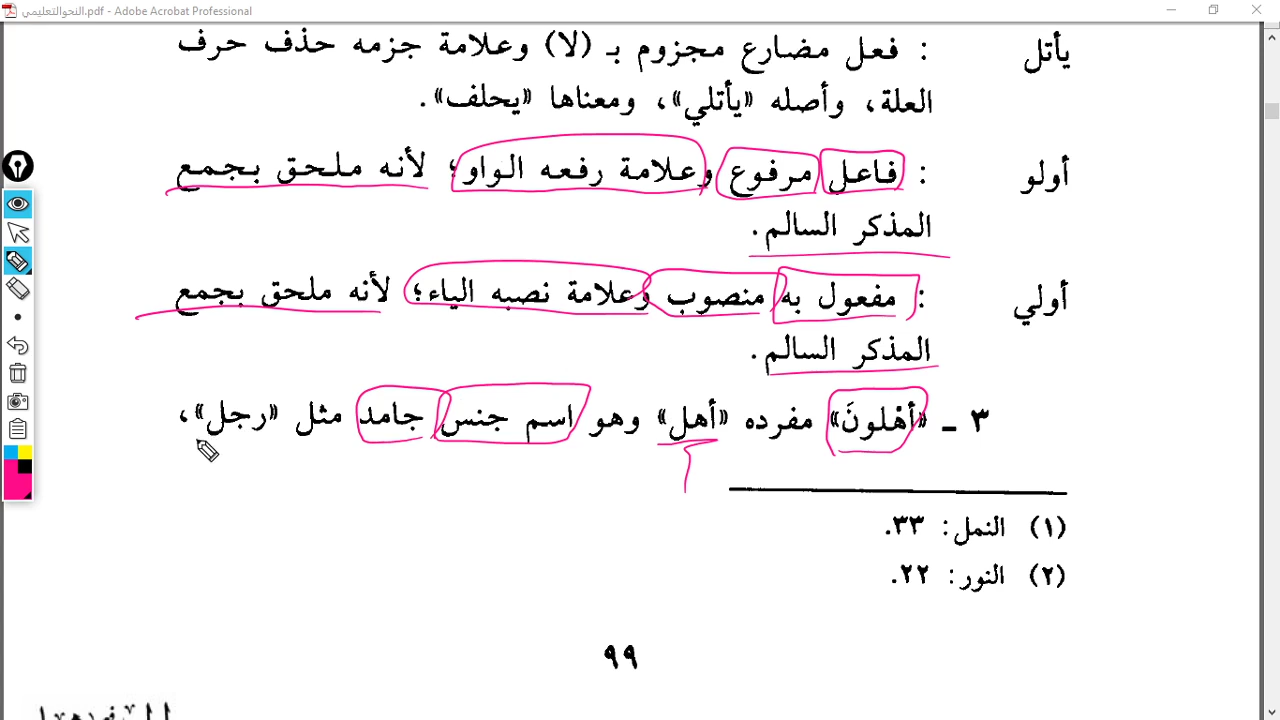 النحوالتعليمي.pdf - Adobe Acrobat Professional
يأتل : فعل مضارع مجزوم بـ (لا) وعلامة جزمه حذف حرف
العلة، وأصله «يأتلي»، ومعناها «يحلف».
أولو : فاعل مرفوع وعلامة رفعه الواو؛ لأنه ملحق بجمع
المذكر السالم.
أولي : مفعول به منصوب وعلامة نصبه الياء؛ لأنه ملحق بجمع
المذكر السالم.
٣ ـ «أهْلونَ» مفرده «أهل» وهو اسم جنس جامد مثل «رجل»،
(١) النمل: ٣٣.
(٢) النور: ٢٢.
٩٩